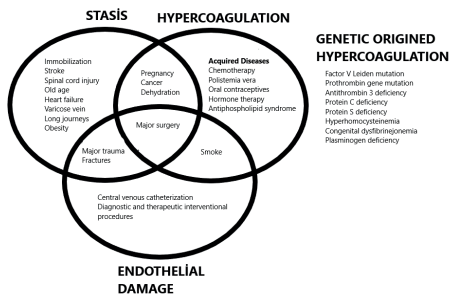 STASİS
HYPERCOAGULATION
Immobilization
Stroke
Spinal cord injury
Old age
Heart failure
Varicose vein
Long journeys
Obesity
Pregnancy
Cancer
Dehydration
Acquired Diseases
Chemotherapy
Polistemia vera
Oral contraceptives
Hormone therapy
Antiphospholipid syndrome
Major surgery
Major trauma
Fractures
Smoke
Central venous catheterization
Diagnostic and therapeutic interventional
procedures
ENDOTHELİAL
DAMAGE
GENETIC ORIGINED
HYPERCOAGULATION
Factor V Leiden mutation
Prothrombin gene mutation
Antithrombin 3 deficiency
Protein C deficiency
Protein S deficiency
Hyperhomocysteinemia
Congenital dysfibrinejonemia
Plasminogen deficiency